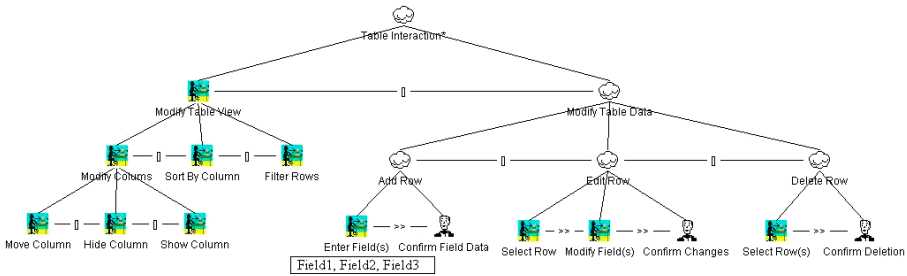 Table Interaction*
[]
Modify Table View
Modify Table Data
[] [] [] []
Modify Colums
Sort By Column
Filter Rows
Add Row
Edit Row
Delete Row
[] [] >> >> >> >>
Move Column
Hide Column
Show Column
Enter Field(s)
Confirm Field Data
Select Row
Modify Field(s)
Confirm Changes
Select Row(s)
Confirm Deletion
Field1, Field2, Field3